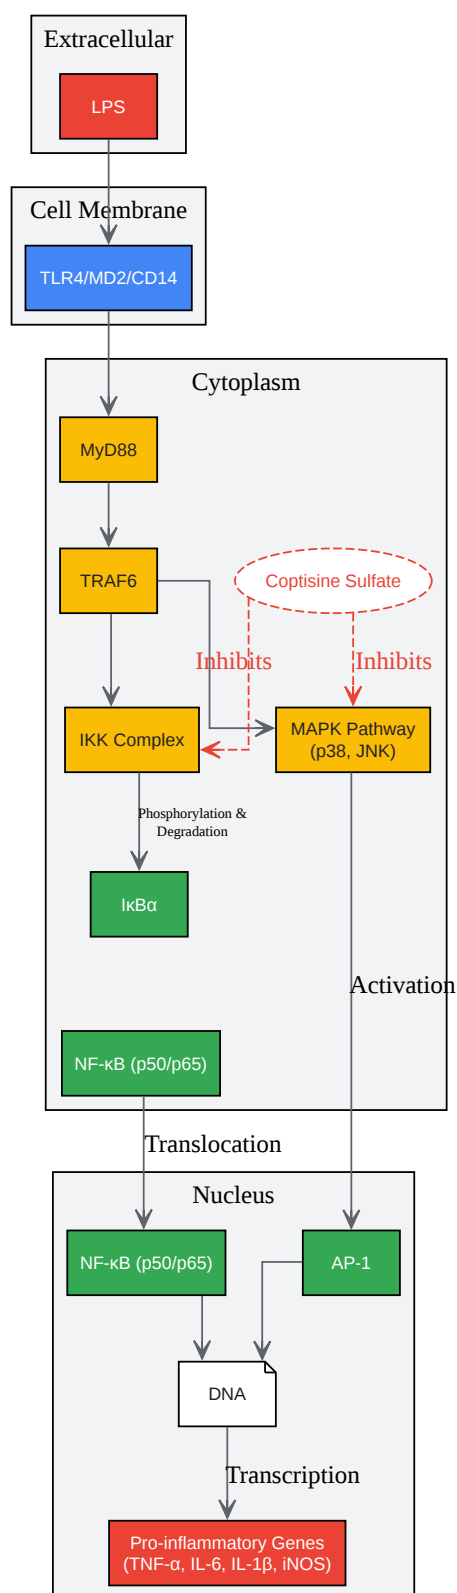 Extracellular
LPS
Cell Membrane
TLR4/MD2/CD14
Cytoplasm
MyD88
TRAF6
Coptisine Sulfate
Inhibits
Inhibits
IKK Complex
MAPK Pathway
(p38, JNK)
Phosphorylation &
Degradation
IκBα
Activation
NF-κB (p50/p65)
Translocation
Nucleus
NF-κB (p50/p65)
AP-1
DNA
Transcription
Pro-inflammatory Genes
(TNF-α, IL-6, IL-1β, iNOS)